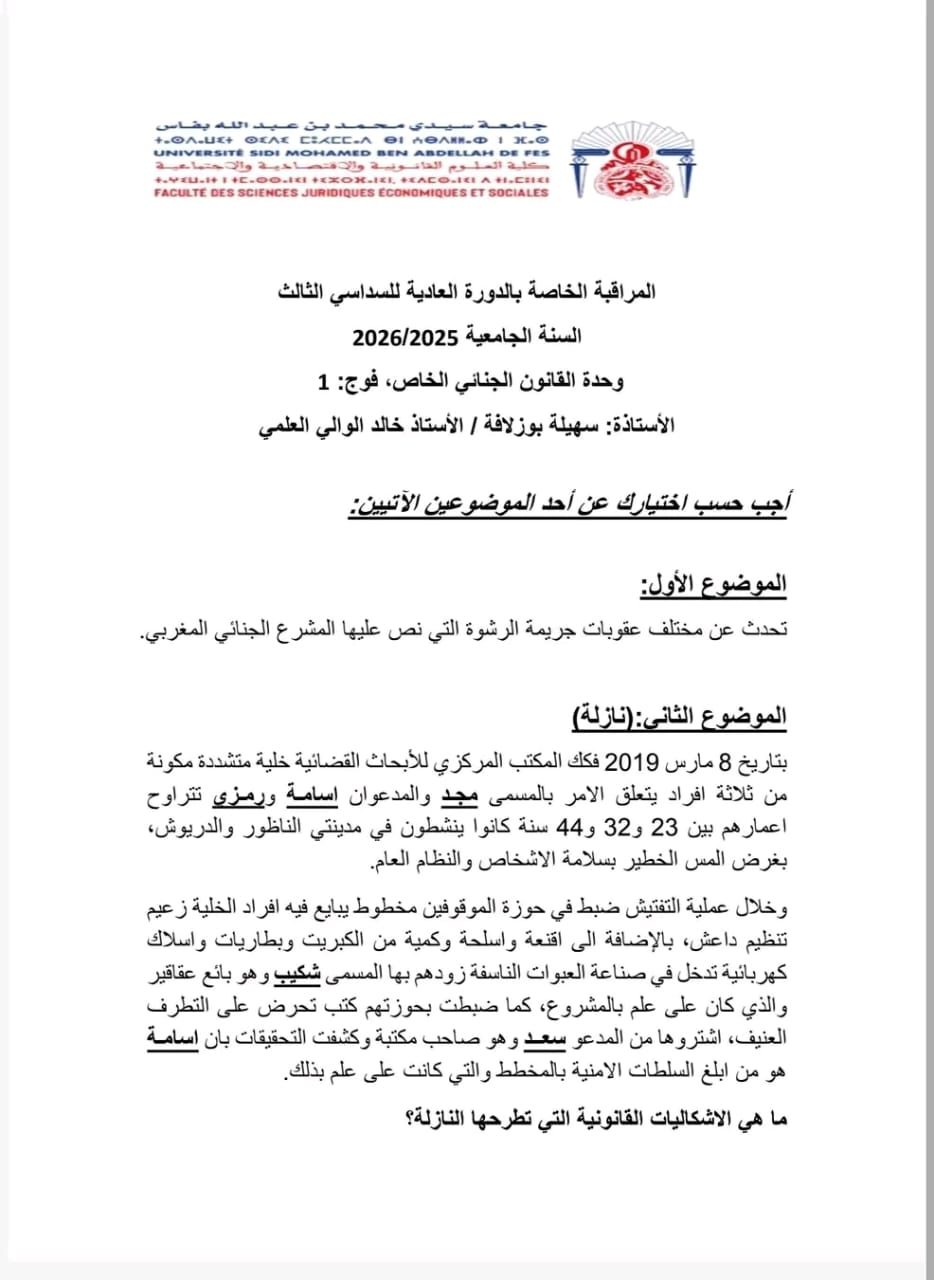 جامعة سيدي محمد بن عبد الله بفاس
UNIVERSITÉ SIDI MOHAMED BEN ABDELLAH DE FES
كلية العلوم القانونية والاقتصادية والاجتماعية
FACULTÉ DES SCIENCES JURIDIQUES ÉCONOMIQUES ET SOCIALES
المراقبة الخاصة بالدورة العادية للسداسي الثالث
السنة الجامعية 2026/2025
وحدة القانون الجنائي الخاص، فوج: 1
الأستاذة: سهيلة بوزلافة / الأستاذ خالد الوالي العلمي
أجب حسب اختيارك عن أحد الموضوعين الآتيين:
الموضوع الأول:
تحدث عن مختلف عقوبات جريمة الرشوة التي نص عليها المشرع الجنائي المغربي.
الموضوع الثاني:(نازلة)
بتاريخ 8 مارس 2019 فكك المكتب المركزي للأبحاث القضائية خلية متشددة مكونة
من ثلاثة افراد يتعلق الامر بالمسمى مجد والمدعوان اسامة ورمزي تتراوح
اعمارهم بين 23 و32 و44 سنة كانوا ينشطون في مدينتي الناظور والدريوش،
بغرض المس الخطير بسلامة الاشخاص والنظام العام.
وخلال عملية التفتيش ضبط في حوزة الموقوفين مخطوط يبايع فيه افراد الخلية زعيم
تنظيم داعش، بالإضافة الى اقنعة واسلحة وكمية من الكبريت وبطاريات واسلاك
كهربائية تدخل في صناعة العبوات الناسفة زودهم بها المسمى شكيب وهو بائع عقاقير
والذي كان على علم بالمشروع، كما ضبطت بحوزتهم كتب تحرض على التطرف
العنيف، اشتروها من المدعو سعد وهو صاحب مكتبة وكشفت التحقيقات بان اسامة
هو من ابلغ السلطات الامنية بالمخطط والتي كانت على علم بذلك.
ما هي الاشكاليات القانونية التي تطرحها النازلة؟